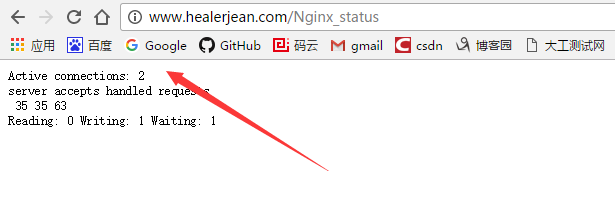 www.healerjean.com/Nginx_status
应用 百度 Google GitHub 码云 gmail csdn 博客园 大工测试网
Active connections: 2
server accepts handled requests
35 35 63
Reading: 0 Writing: 1 Waiting: 1